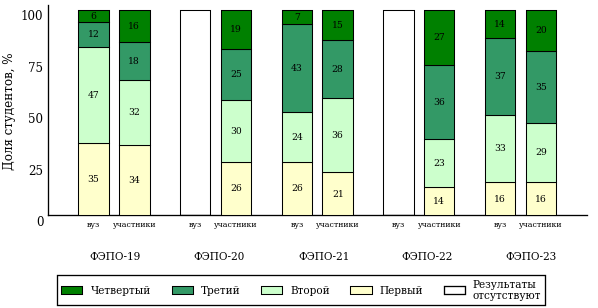 Доля студентов, %
100
75
50
25
0
6 16 19 7 15 27 14 20
12 18 25 43 28 36 37 35
47 32 30 24 36 23 33 29
35 34 26 26 21 14 16 16
вуз участники вуз участники вуз участники вуз участники вуз участники
ФЭПО-19 ФЭПО-20 ФЭПО-21 ФЭПО-22 ФЭПО-23
Четвертый Третий Второй Первый Результаты
отсутствуют